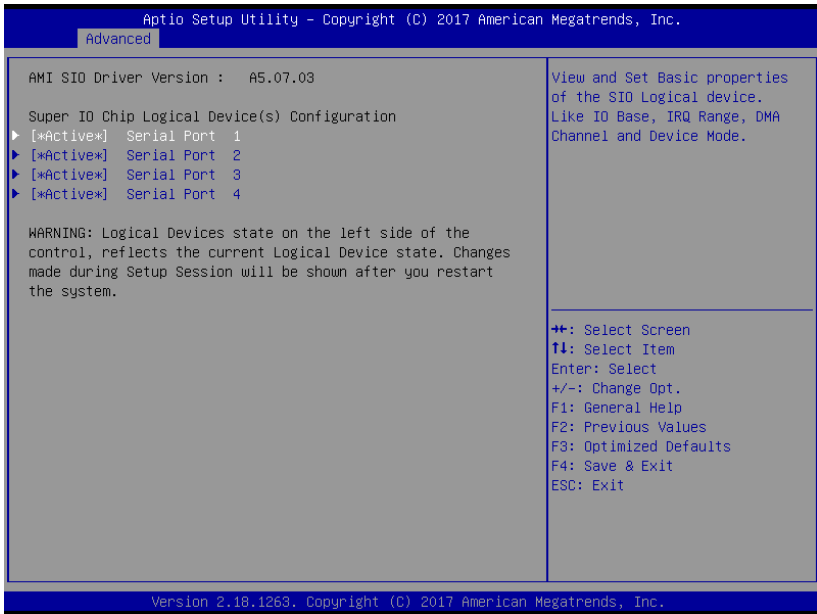 Aptio Setup Utility – Copyright (C) 2017 American Megatrends, Inc.
Advanced
AMI SIO Driver Version :   A5.07.03
Super IO Chip Logical Device(s) Configuration
[*Active*]  Serial Port  1
[*Active*]  Serial Port  2
[*Active*]  Serial Port  3
[*Active*]  Serial Port  4
WARNING: Logical Devices state on the left side of the
control, reflects the current Logical Device state. Changes
made during Setup Session will be shown after you restart
the system.
View and Set Basic properties
of the SIO Logical device.
Like IO Base, IRQ Range, DMA
Channel and Device Mode.
→←: Select Screen
↑↓: Select Item
Enter: Select
+/-: Change Opt.
F1: General Help
F2: Previous Values
F3: Optimized Defaults
F4: Save & Exit
ESC: Exit
Version 2.18.1263. Copyright (C) 2017 American Megatrends, Inc.